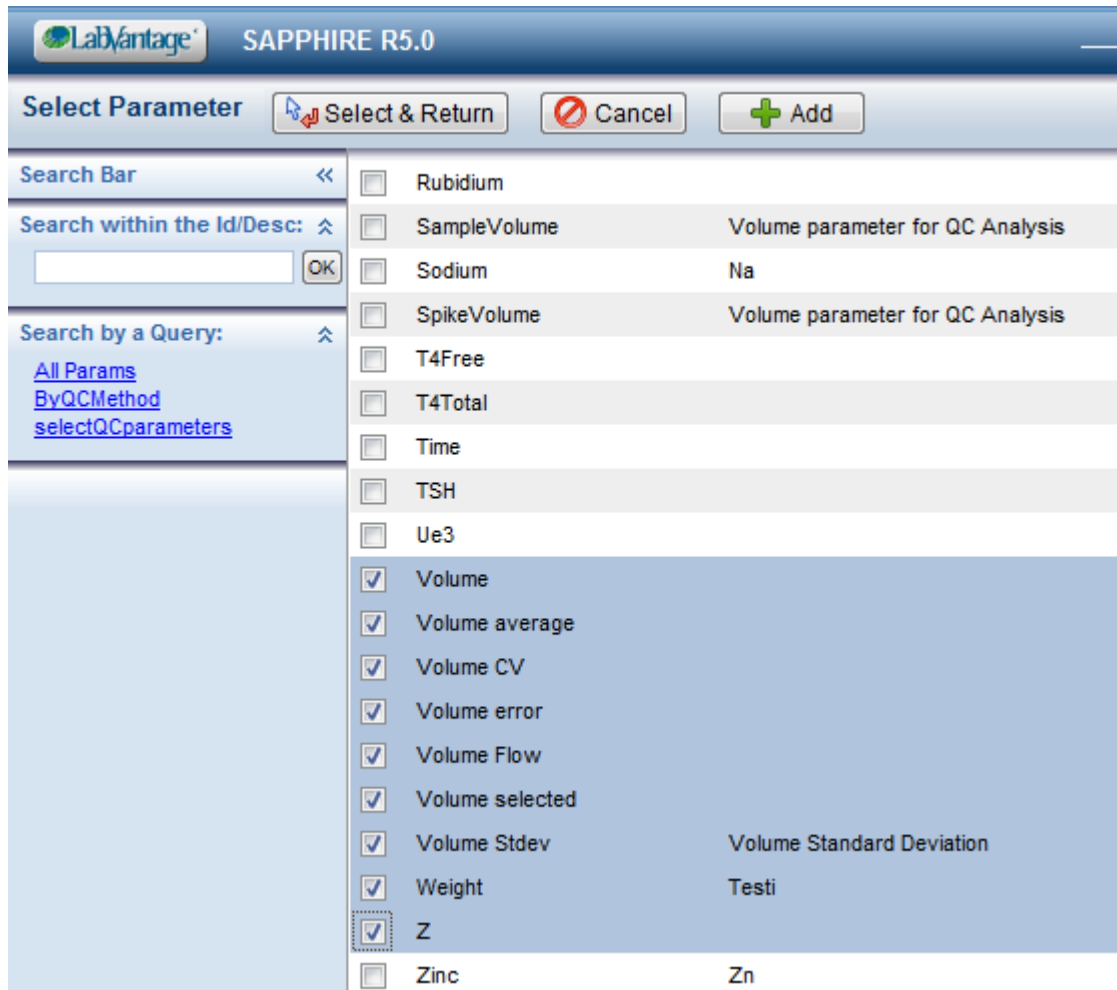 LabVantage SAPPHIRE R5.0
Select Parameter Select & Return Cancel Add
Search Bar
Search within the Id/Desc:
OK
Search by a Query:
All Params
ByQCMethod
selectQCparameters
Rubidium
SampleVolume Volume parameter for QC Analysis
Sodium Na
SpikeVolume Volume parameter for QC Analysis
T4Free
T4Total
Time
TSH
Ue3
Volume
Volume average
Volume CV
Volume error
Volume Flow
Volume selected
Volume Stdev Volume Standard Deviation
Weight Testi
Z
Zinc Zn